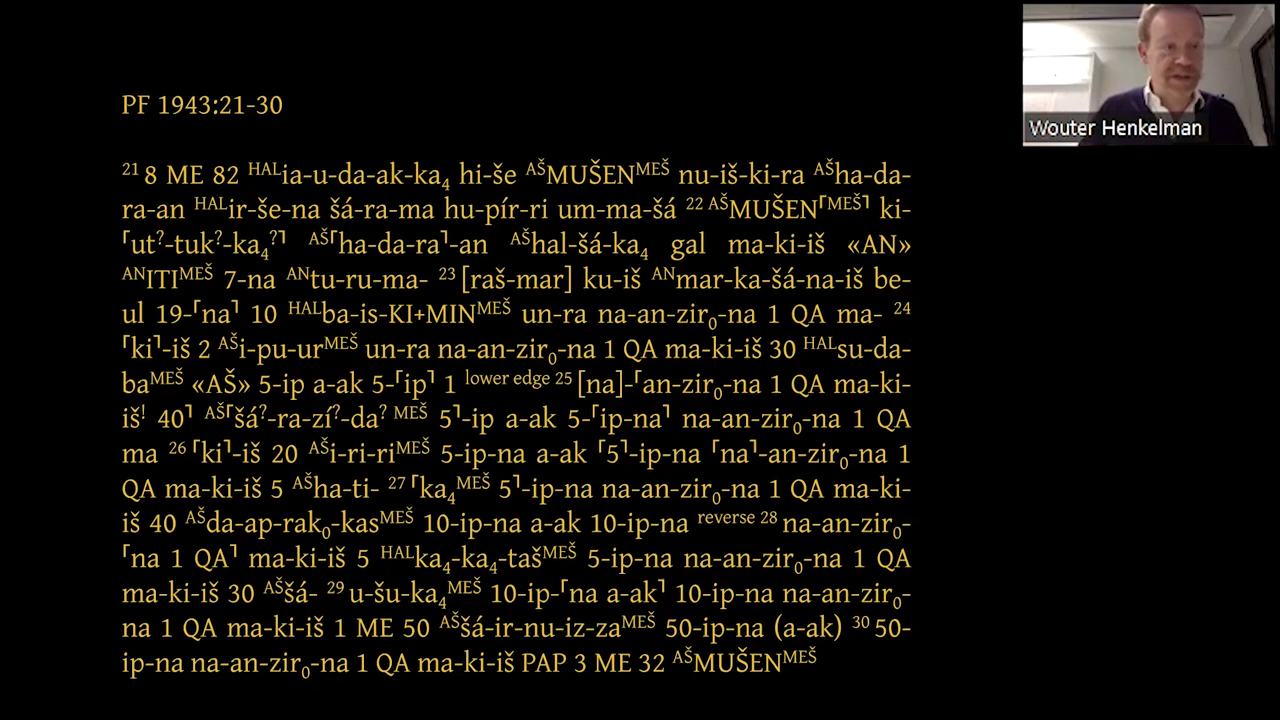 PF 1943:21-30
²¹ 8 ME 82 ᴴᴬᴸia-u-da-ak-ka₄ hi-še ᴬˢ̌MUŠENᴹᴱˢ̌ nu-iš-ki-ra ᴬˢ̌ha-da-
ra-an ᴴᴬᴸir-še-na šá-ra-ma hu-pír-ri um-ma-šá ²² ᴬˢ̌MUŠEN⸢ᴹᴱˢ̌⸣ ki-
⸢ut?-tuk?-ka₄?⸣ ᴬˢ̌⸢ha-da-ra⸣-an ᴬˢ̌hal-šá-ka₄ gal ma-ki-iš «AN»
ᴬᴺITIᴹᴱˢ̌ 7-na ᴬᴺtu-ru-ma- ²³ [raš-mar] ku-iš ᴬᴺmar-ka-šá-na-iš be-
ul 19-⸢na⸣ 10 ᴴᴬᴸba-is-KI+MINᴹᴱˢ̌ un-ra na-an-zir₀-na 1 QA ma- ²⁴
⸢ki⸣-iš 2 ᴬˢ̌i-pu-urᴹᴱˢ̌ un-ra na-an-zir₀-na 1 QA ma-ki-iš 30 ᴴᴬᴸsu-da-
baᴹᴱˢ̌ «AŠ» 5-ip a-ak 5-⸢ip⸣ 1 lower edge 25 [na]-⸢an-zir₀-na 1 QA ma-ki-
iš! 40⸣ ᴬˢ̌⸢šá?-ra-zí?-da? ᴹᴱˢ̌ 5⸣-ip a-ak 5-⸢ip-na⸣ na-an-zir₀-na 1 QA
ma ²⁶ ⸢ki⸣-iš 20 ᴬˢ̌i-ri-riᴹᴱˢ̌ 5-ip-na a-ak ⸢5⸣-ip-na ⸢na⸣-an-zir₀-na 1
QA ma-ki-iš 5 ᴬˢ̌ha-ti- ²⁷ ⸢ka₄ᴹᴱˢ̌ 5⸣-ip-na na-an-zir₀-na 1 QA ma-ki-
iš 40 ᴬˢ̌da-ap-rak₀-kasᴹᴱˢ̌ 10-ip-na a-ak 10-ip-na reverse 28 na-an-zir₀-
⸢na 1 QA⸣ ma-ki-iš 5 ᴴᴬᴸka₄-ka₄-tašᴹᴱˢ̌ 5-ip-na na-an-zir₀-na 1 QA
ma-ki-iš 30 ᴬˢ̌šá- ²⁹ u-šu-ka₄ᴹᴱˢ̌ 10-ip-⸢na a-ak⸣ 10-ip-na na-an-zir₀-
na 1 QA ma-ki-iš 1 ME 50 ᴬˢ̌šá-ir-nu-iz-zaᴹᴱˢ̌ 50-ip-na (a-ak) ³⁰ 50-
ip-na na-an-zir₀-na 1 QA ma-ki-iš PAP 3 ME 32 ᴬˢ̌MUŠENᴹᴱˢ̌
Wouter Henkelman